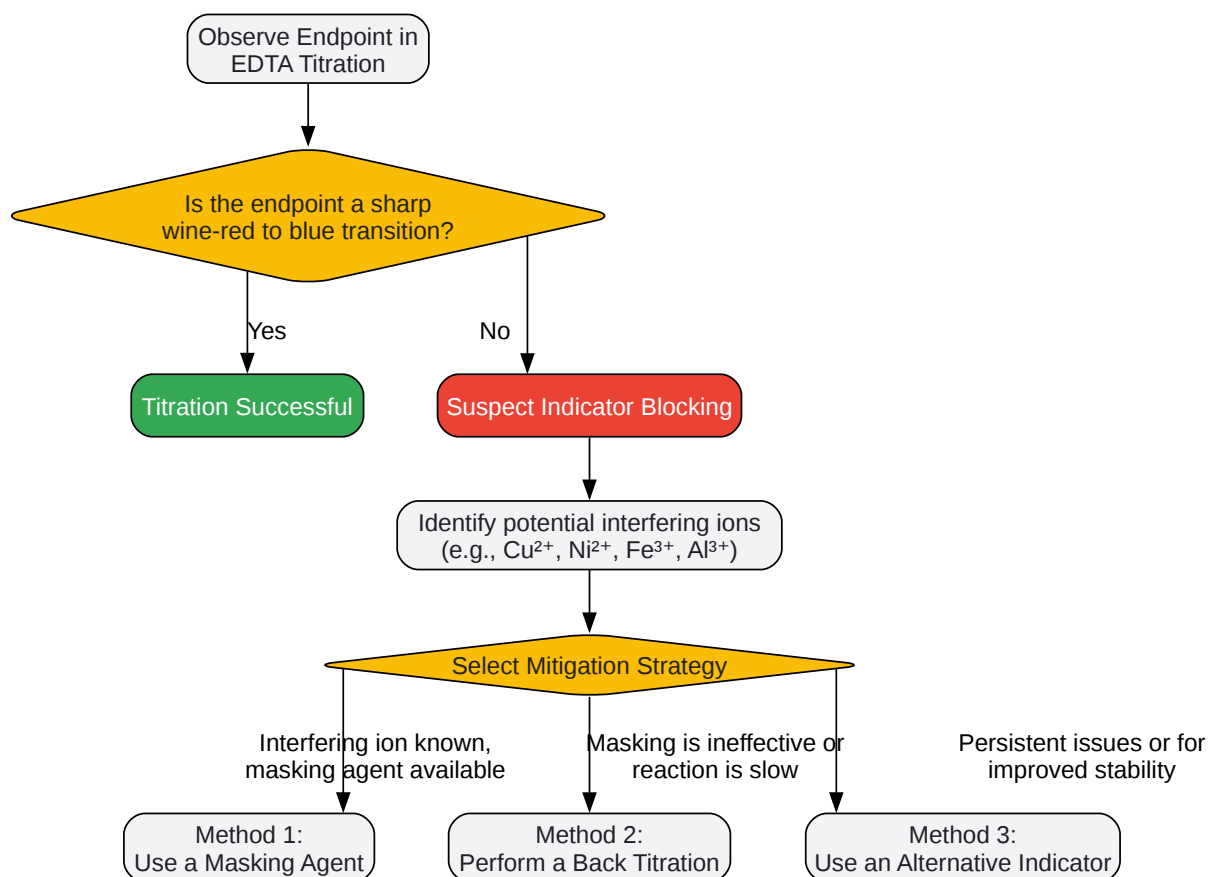 Observe Endpoint in
EDTA Titration
Is the endpoint a sharp
wine-red to blue transition?
Yes
No
Titration Successful
Suspect Indicator Blocking
Identify potential interfering ions
(e.g., Cu²⁺, Ni²⁺, Fe³⁺, Al³⁺)
Select Mitigation Strategy
Interfering ion known,
masking agent available
Masking is ineffective or
reaction is slow
Persistent issues or for
improved stability
Method 1:
Use a Masking Agent
Method 2:
Perform a Back Titration
Method 3:
Use an Alternative Indicator